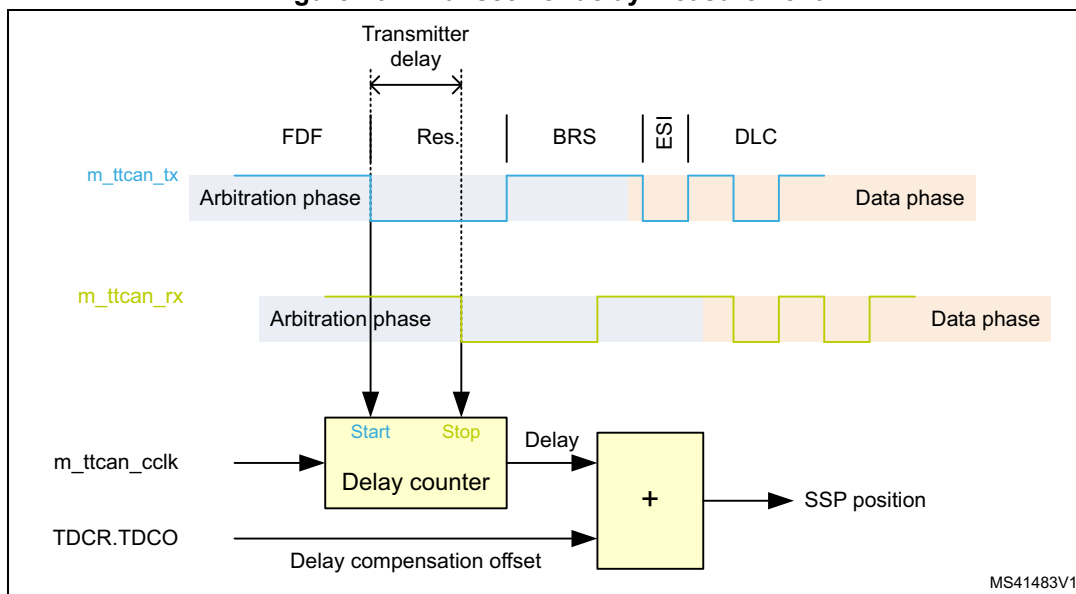 Transmitter
delay
FDF
Res.
BRS
ESI
DLC
m_ttcan_tx
Arbitration phase
Data phase
m_ttcan_rx
Arbitration phase
Data phase
Start
Stop
Delay
m_ttcan_cclk
Delay counter
+
SSP position
TDCR.TDCO
Delay compensation offset
MS41483V1